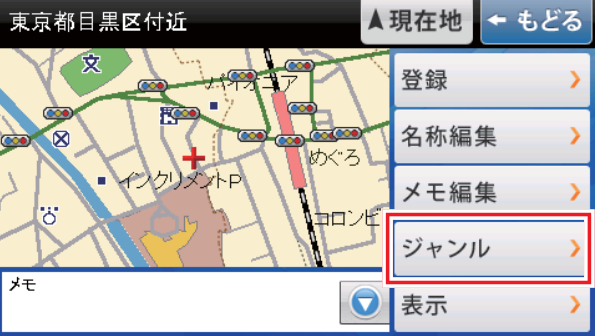 東京都目黒区付近
現在地
もどる
文
パイオニア
めぐろ
インクリメントP
コロンビ
登録
名称編集
メモ編集
ジャンル
表示
メモ